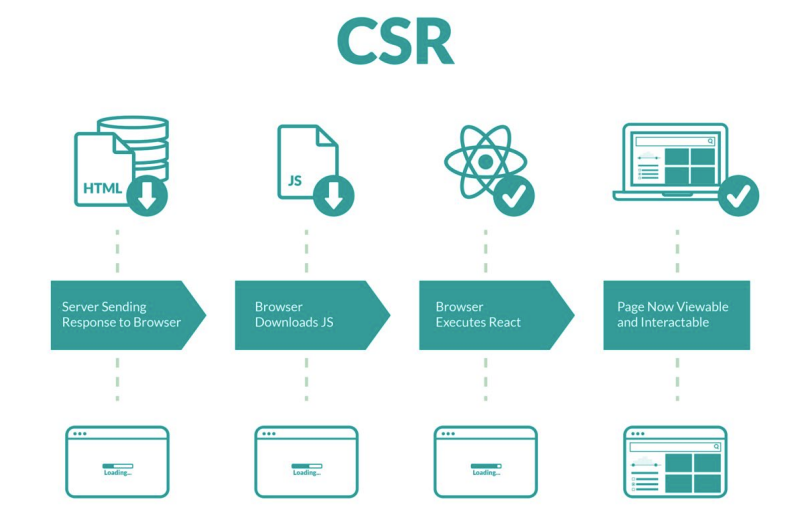 CSR
HTML
JS
Server Sending
Response to Browser
Browser
Downloads JS
Browser
Executes React
Page Now Viewable
and Interactable
Loading...
Loading...
Loading...